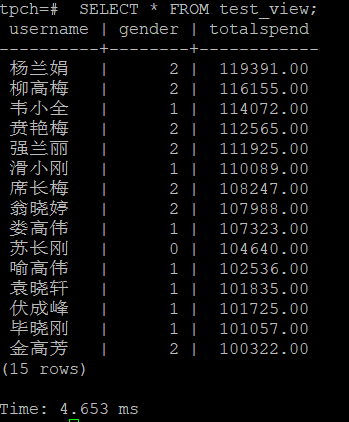 tpch=#  SELECT * FROM test_view;
 username | gender | totalspend
----------+--------+------------
 杨兰娟   |      2 |  119391.00
 柳高梅   |      2 |  116155.00
 韦小全   |      1 |  114072.00
 贲艳梅   |      2 |  112565.00
 强兰丽   |      2 |  111925.00
 滑小刚   |      1 |  110089.00
 席长梅   |      2 |  108247.00
 翁晓婷   |      2 |  107988.00
 娄高伟   |      1 |  107323.00
 苏长刚   |      0 |  104640.00
 喻高伟   |      1 |  102536.00
 袁晓轩   |      1 |  101835.00
 伏成峰   |      1 |  101725.00
 毕晓刚   |      1 |  101057.00
 金高芳   |      2 |  100322.00
(15 rows)

Time: 4.653 ms